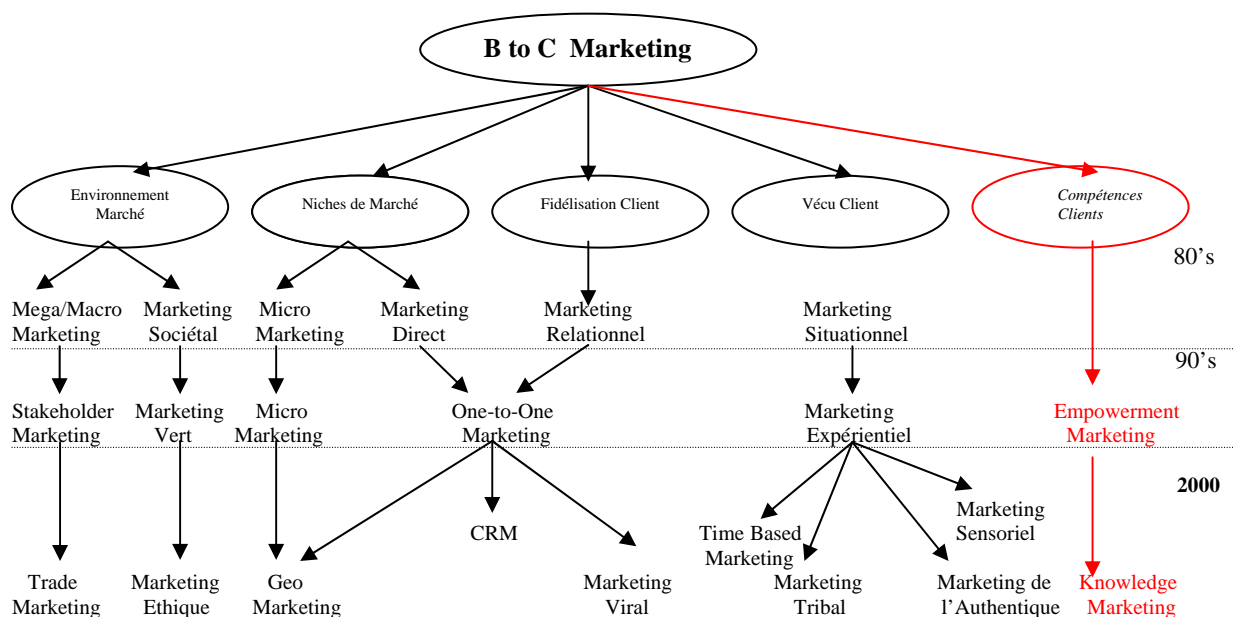 B to C Marketing
Environnement
Marché
Niches de Marché
Fidélisation Client
Vécu Client
Compétences
Clients
80's
Mega/Macro
Marketing
Marketing
Sociétal
Micro
Marketing
Marketing
Direct
Marketing
Relationnel
Marketing
Situationnel
90's
Stakeholder
Marketing
Marketing
Vert
Micro
Marketing
One-to-One
Marketing
Marketing
Expérientiel
Empowerment
Marketing
2000
CRM
Time Based
Marketing
Marketing
Sensoriel
Trade
Marketing
Marketing
Ethique
Geo
Marketing
Marketing
Viral
Marketing
Tribal
Marketing de
l'Authentique
Knowledge
Marketing